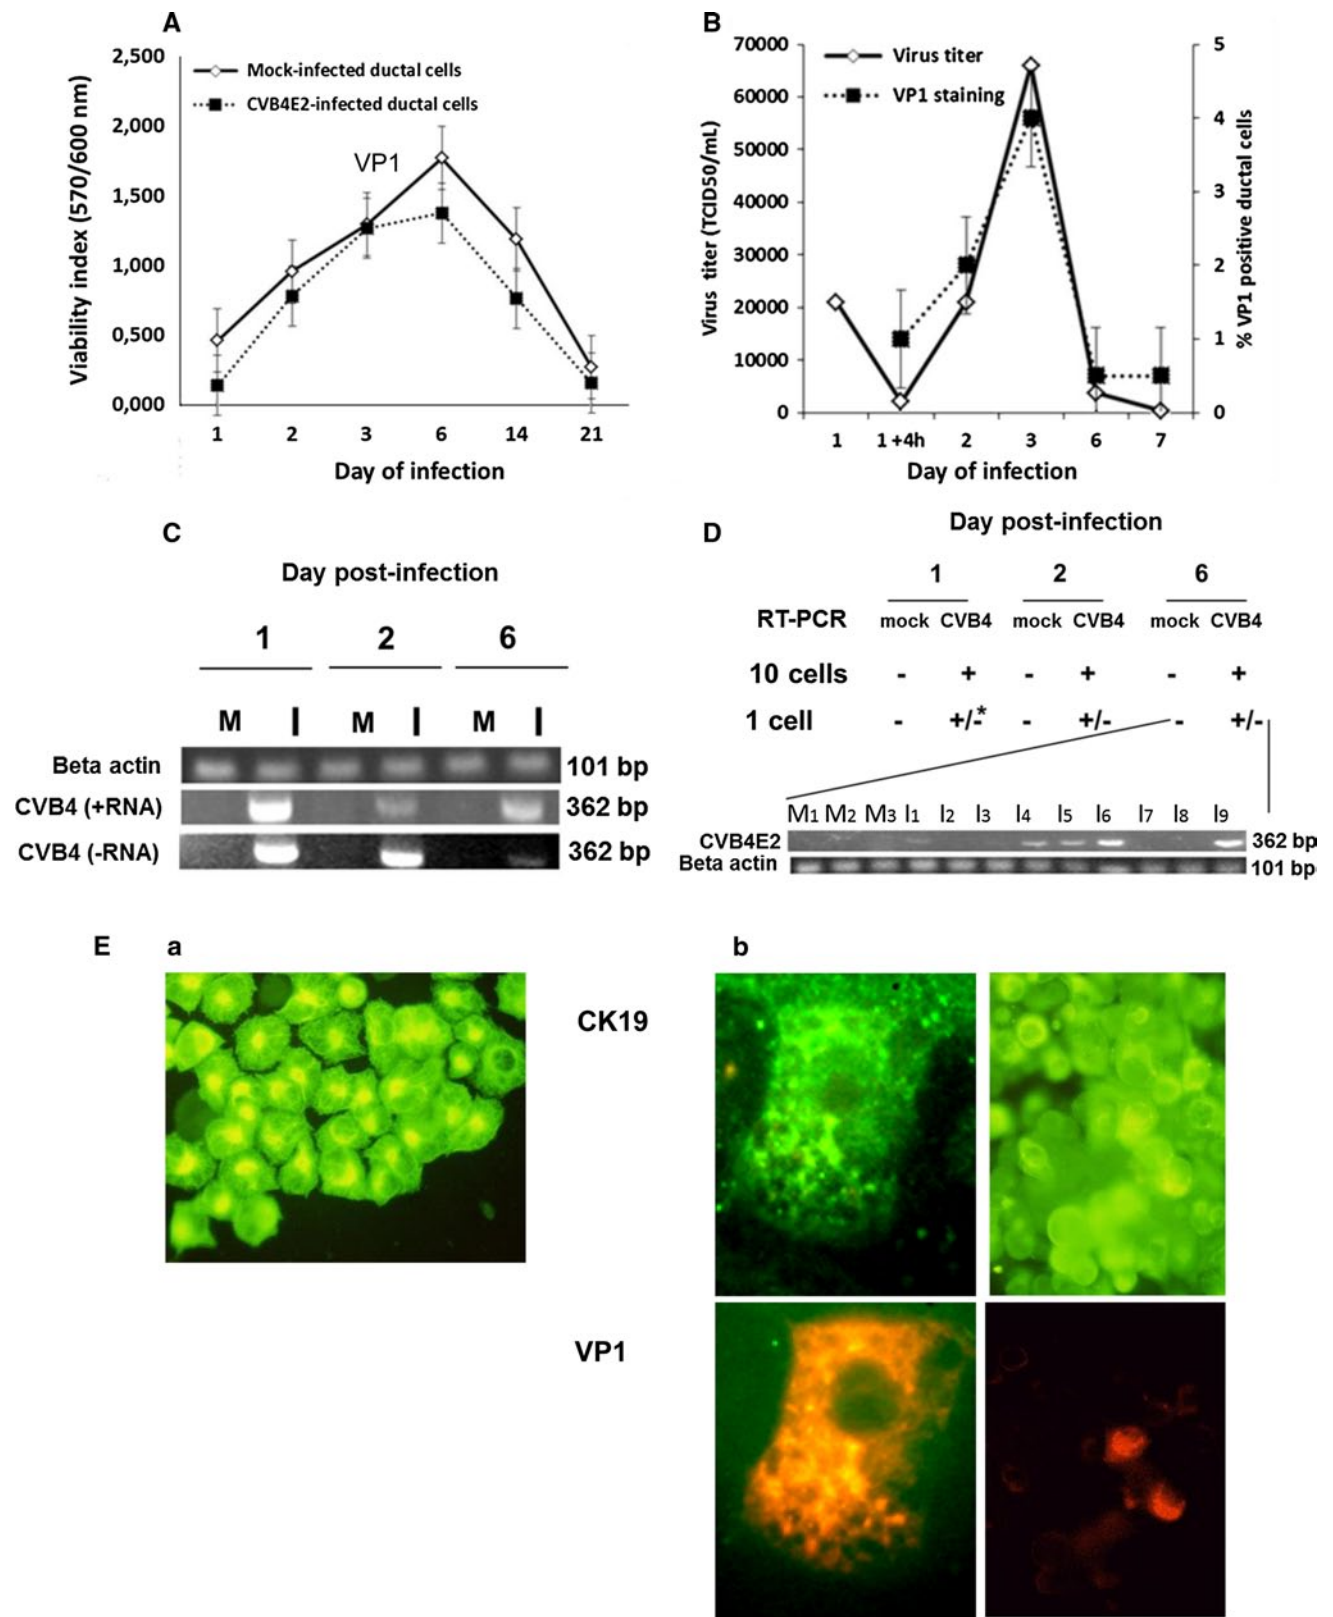 A
2,500
2,000
1,500
1,000
0,500
0,000
Viability index (570/600 nm)
Mock-infected ductal cells
CVB4E2-infected ductal cells
VP1
1 2 3 6 14 21
Day of infection
B
70000
60000
50000
40000
30000
20000
10000
0
Virus titer (TCID50/mL)
Virus titer
VP1 staining
5
4
3
2
1
0
% VP1 positive ductal cells
1 1 +4h 2 3 6 7
Day of infection
C
Day post-infection
1 2 6
M I M I M I
Beta actin 101 bp
CVB4 (+RNA) 362 bp
CVB4 (-RNA) 362 bp
D
Day post-infection
1 2 6
RT-PCR mock CVB4 mock CVB4 mock CVB4
10 cells - + - + - +
1 cell - +/-* - +/- - +/-
M1 M2 M3 I1 I2 I3 I4 I5 I6 I7 I8 I9
CVB4E2 362 bp
Beta actin 101 bp
E a b
CK19
VP1